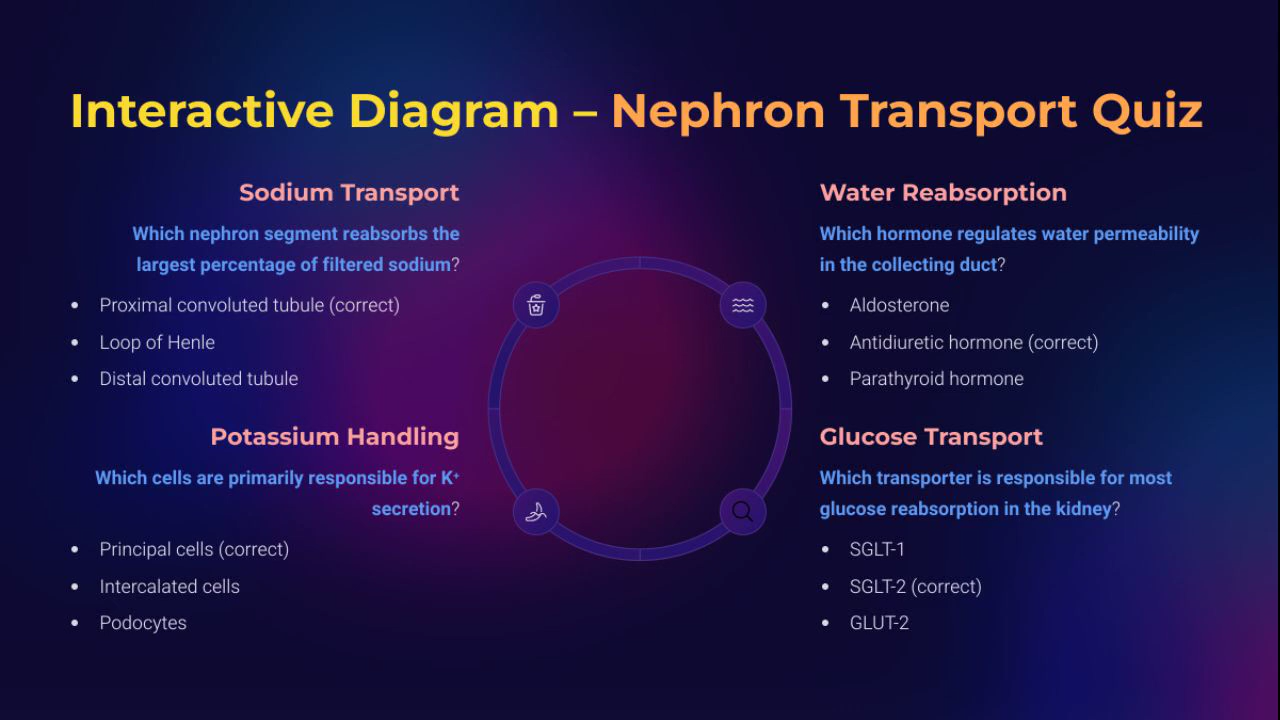 Interactive Diagram – Nephron Transport Quiz
Sodium Transport
Which nephron segment reabsorbs the
largest percentage of filtered sodium?
• Proximal convoluted tubule (correct)
• Loop of Henle
• Distal convoluted tubule
Water Reabsorption
Which hormone regulates water permeability
in the collecting duct?
• Aldosterone
• Antidiuretic hormone (correct)
• Parathyroid hormone
Potassium Handling
Which cells are primarily responsible for K⁺
secretion?
• Principal cells (correct)
• Intercalated cells
• Podocytes
Glucose Transport
Which transporter is responsible for most
glucose reabsorption in the kidney?
• SGLT-1
• SGLT-2 (correct)
• GLUT-2